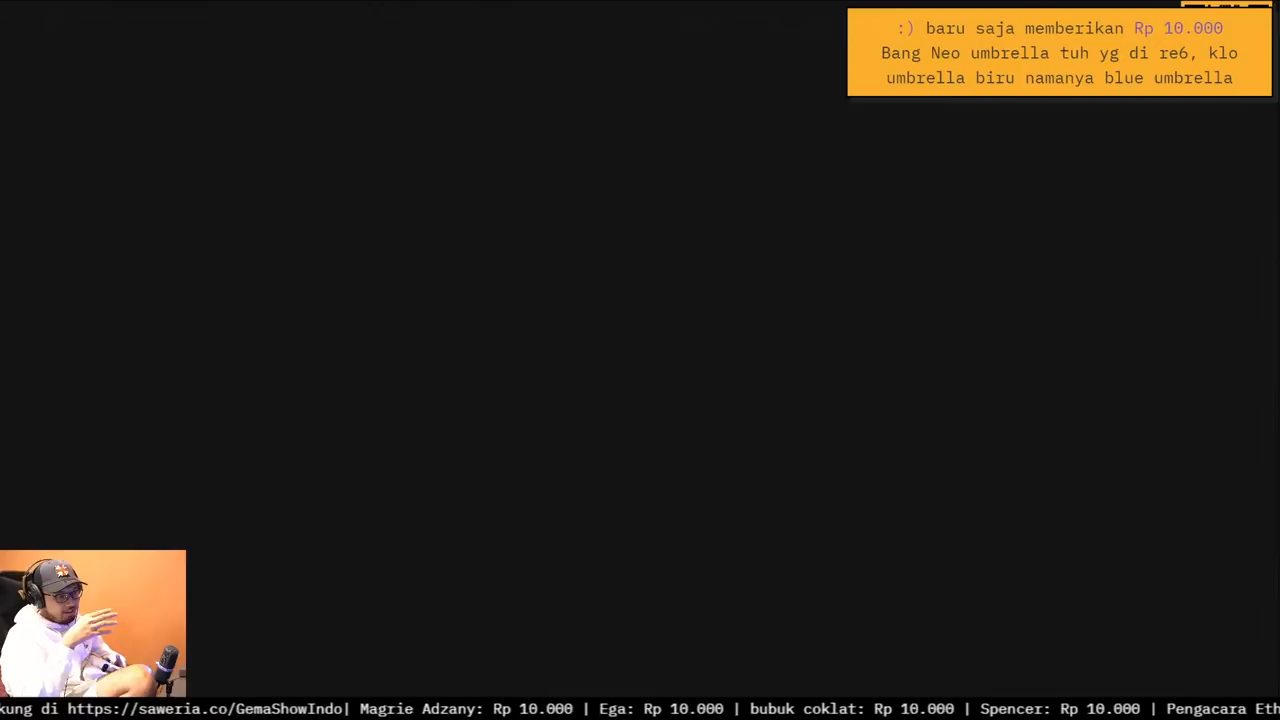 :) baru saja memberikan Rp 10.000
Bang Neo umbrella tuh yg di re6, klo
umbrella biru namanya blue umbrella
kung di https://saweria.co/GemaShowIndo| Magrie Adzany: Rp 10.000 | Ega: Rp 10.000 | bubuk coklat: Rp 10.000 | Spencer: Rp 10.000 | Pengacara Eth